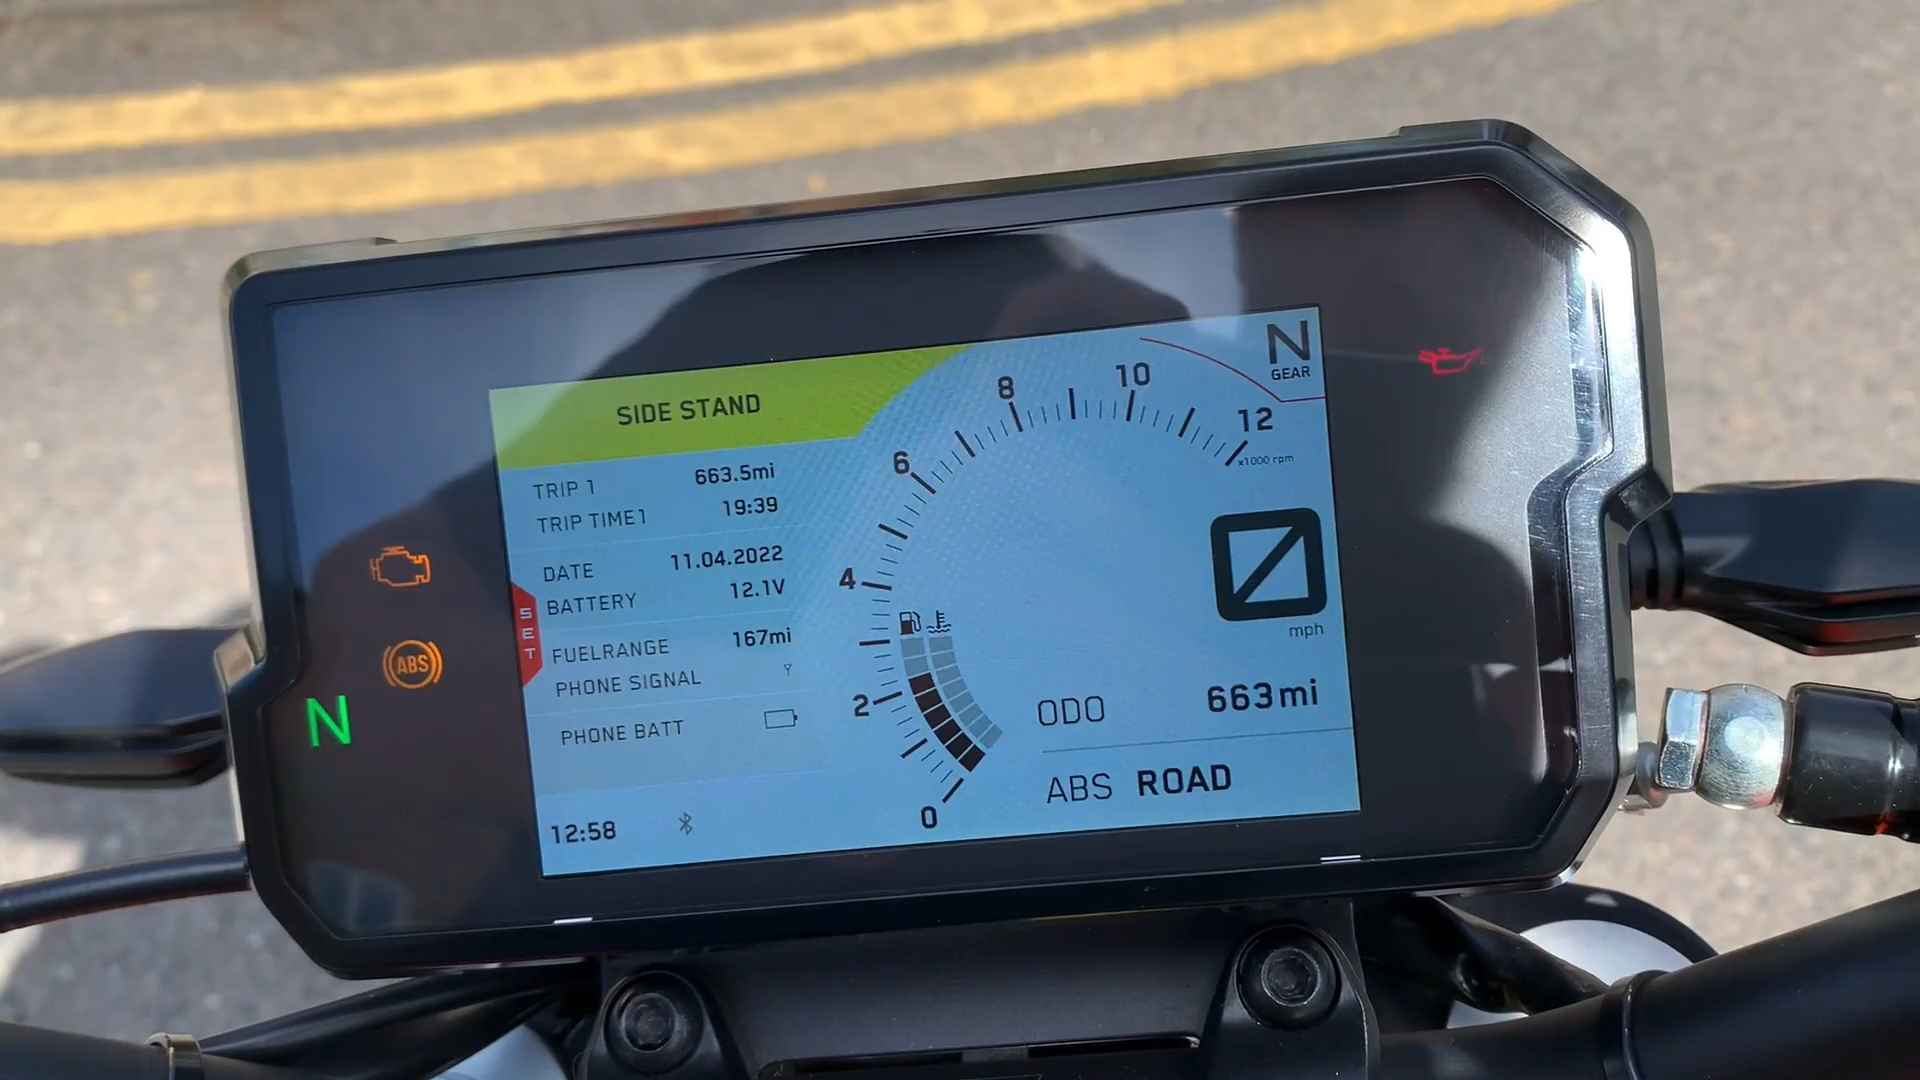 SIDE STAND
TRIP 1 663.5mi
TRIP TIME1 19:39
DATE 11.04.2022
BATTERY 12.1V
FUELRANGE 167mi
PHONE SIGNAL
PHONE BATT
12:58
SET
0
2
4
6
8
10
12
x1000 rpm
N
GEAR
0
mph
ODO 663mi
ABS ROAD
ABS
N